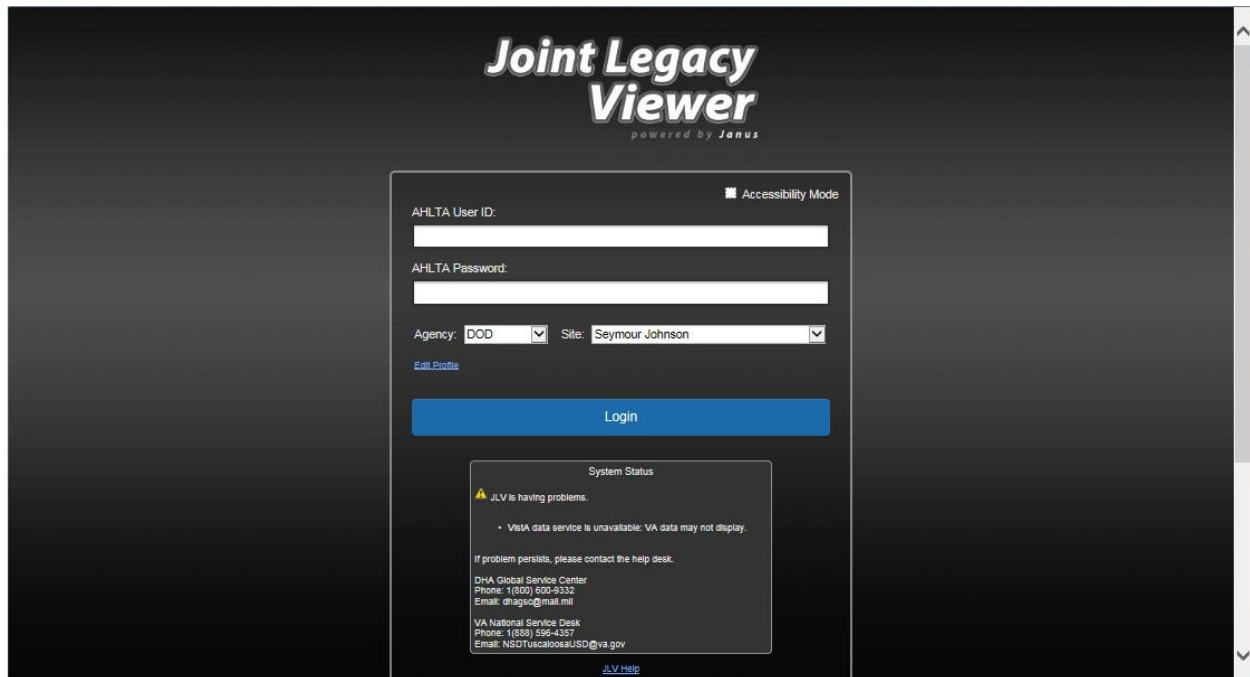 Joint Legacy
Viewer
powered by Janus
Accessibility Mode
AHLTA User ID:
AHLTA Password:
Agency: DOD Site: Seymour Johnson
Edit Profile
Login
System Status
JLV is having problems.
• VistA data service is unavailable: VA data may not display.
If problem persists, please contact the help desk.
DHA Global Service Center
Phone: 1(800) 600-9332
Email: dhagsc@mail.mil
VA National Service Desk
Phone: 1(888) 596-4357
Email: NSDTuscaloosaUSD@va.gov
JLV Help